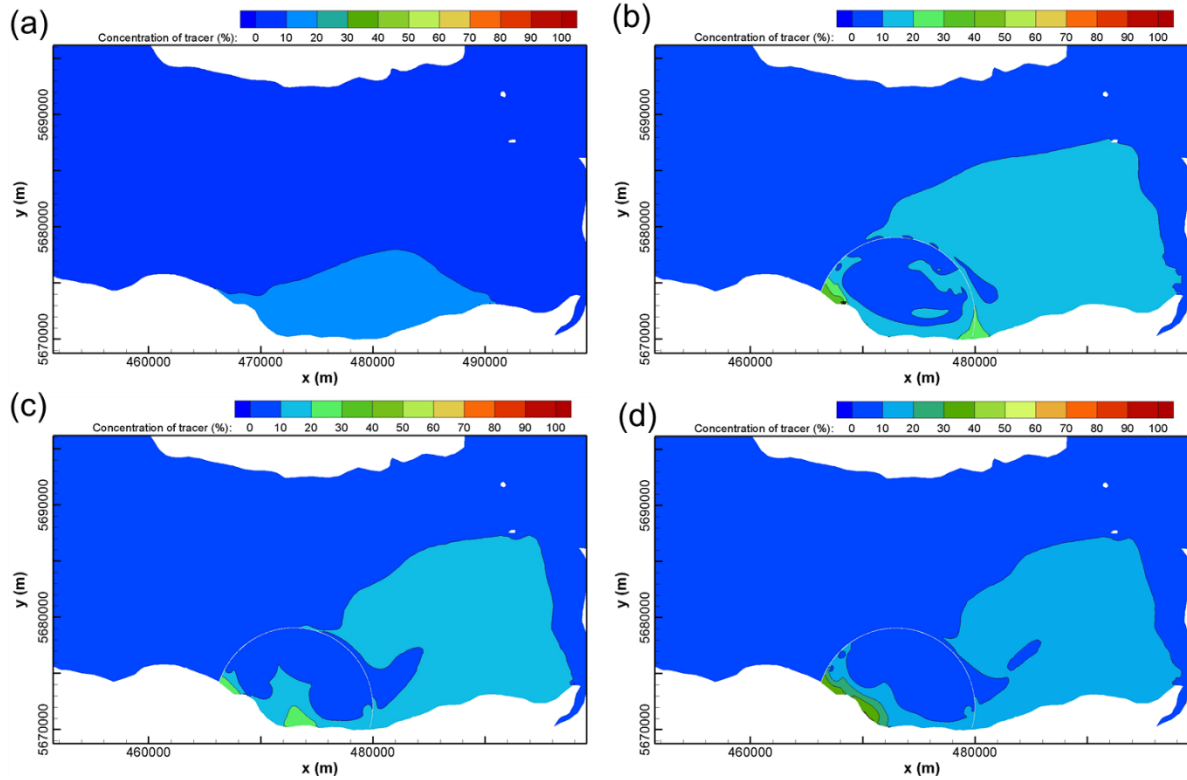 (a)
Concentration of tracer (%): 0 10 20 30 40 50 60 70 80 90 100
y (m)
5690000
5680000
5670000
460000 470000 480000 490000
x (m)
(b)
Concentration of tracer (%): 0 10 20 30 50 60 70 80 90 100
y (m)
5690000
5680000
5670000
460000 480000
x (m)
(c)
Concentration of tracer (%): 0 10 20 30 40 50 60 70 80 90 100
y (m)
5690000
5680000
5670000
460000 480000
x (m)
(d)
Concentration of tracer (%): 0 10 20 30 40 50 60 70 80 90 100
y (m)
5690000
5680000
5670000
460000 480000
x (m)